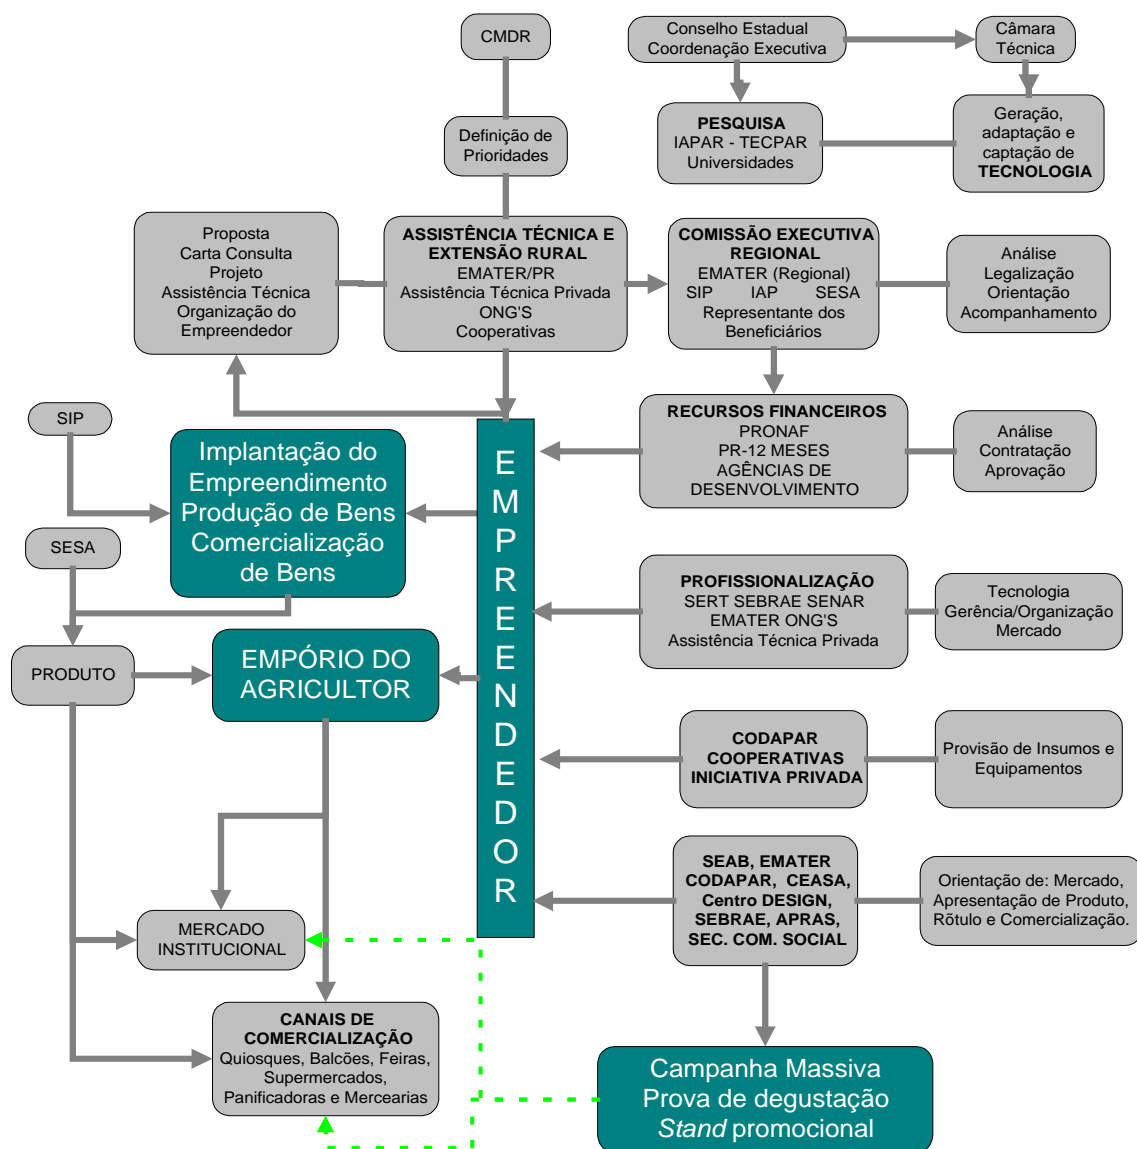 CMDR
Conselho Estadual
Coordenação Executiva
Câmara
Técnica
Definição de
Prioridades
PESQUISA
IAPAR - TECPAR
Universidades
Geração,
adaptação e
captação de
TECNOLOGIA
Proposta
Carta Consulta
Projeto
Assistência Técnica
Organização do
Empreendedor
ASSISTÊNCIA TÉCNICA E
EXTENSÃO RURAL
EMATER/PR
Assistência Técnica Privada
ONG'S
Cooperativas
COMISSÃO EXECUTIVA
REGIONAL
EMATER (Regional)
SIP IAP SESA
Representante dos
Beneficiários
Análise
Legalização
Orientação
Acompanhamento
SIP
Implantação do
Empreendimento
Produção de Bens
Comercialização
de Bens
E
M
P
R
E
E
N
D
E
D
O
R
RECURSOS FINANCEIROS
PRONAF
PR-12 MESES
AGÊNCIAS DE
DESENVOLVIMENTO
Análise
Contratação
Aprovação
SESA
PROFISSIONALIZAÇÃO
SERT SEBRAE SENAR
EMATER ONG'S
Assistência Técnica Privada
Tecnologia
Gerência/Organização
Mercado
PRODUTO
EMPÓRIO DO
AGRICULTOR
CODAPAR
COOPERATIVAS
INICIATIVA PRIVADA
Provisão de Insumos e
Equipamentos
SEAB, EMATER
CODAPAR, CEASA,
Centro DESIGN,
SEBRAE, APRAS,
SEC. COM. SOCIAL
Orientação de: Mercado,
Apresentação de Produto,
Rõtulo e Comercialização.
MERCADO
INSTITUCIONAL
CANAIS DE
COMERCIALIZAÇÃO
Quiosques, Balcões, Feiras,
Supermercados,
Panificadoras e Mercearias
Campanha Massiva
Prova de degustação
Stand promocional